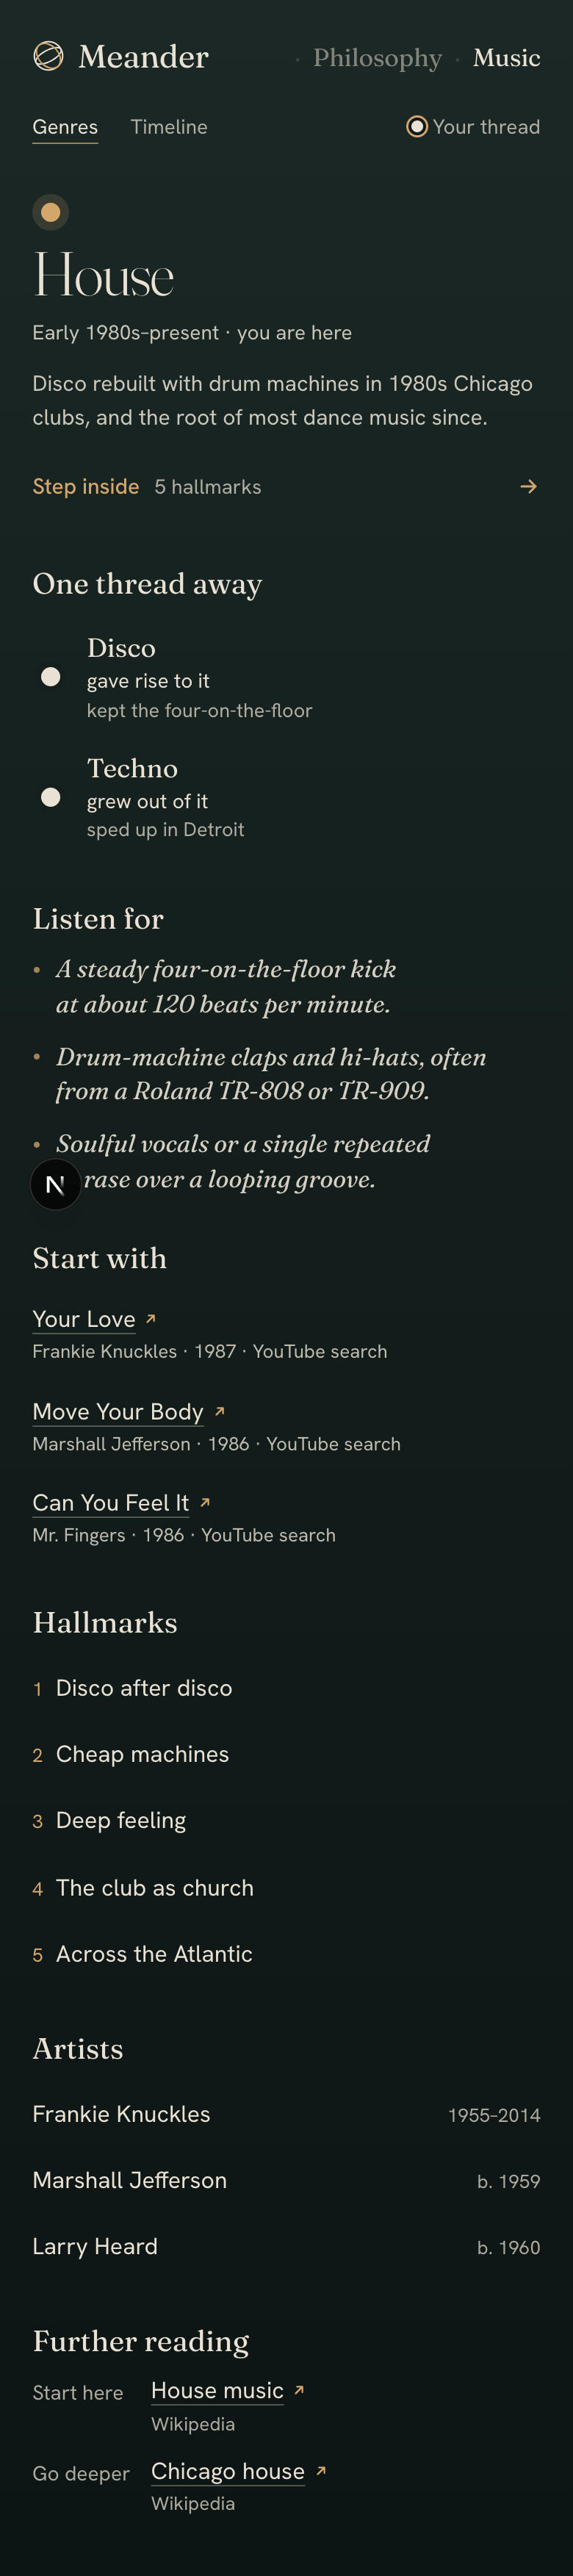 Meander
· Philosophy · Music
Genres Timeline Your thread
House
Early 1980s–present · you are here
Disco rebuilt with drum machines in 1980s Chicago
clubs, and the root of most dance music since.
Step inside 5 hallmarks →
One thread away
Disco
gave rise to it
kept the four-on-the-floor
Techno
grew out of it
sped up in Detroit
Listen for
• A steady four-on-the-floor kick
at about 120 beats per minute.
• Drum-machine claps and hi-hats, often
from a Roland TR-808 or TR-909.
• Soulful vocals or a single repeated
N rase over a looping groove.
Start with
Your Love ↗
Frankie Knuckles · 1987 · YouTube search
Move Your Body ↗
Marshall Jefferson · 1986 · YouTube search
Can You Feel It ↗
Mr. Fingers · 1986 · YouTube search
Hallmarks
1 Disco after disco
2 Cheap machines
3 Deep feeling
4 The club as church
5 Across the Atlantic
Artists
Frankie Knuckles 1955–2014
Marshall Jefferson b. 1959
Larry Heard b. 1960
Further reading
Start here House music ↗
Wikipedia
Go deeper Chicago house ↗
Wikipedia